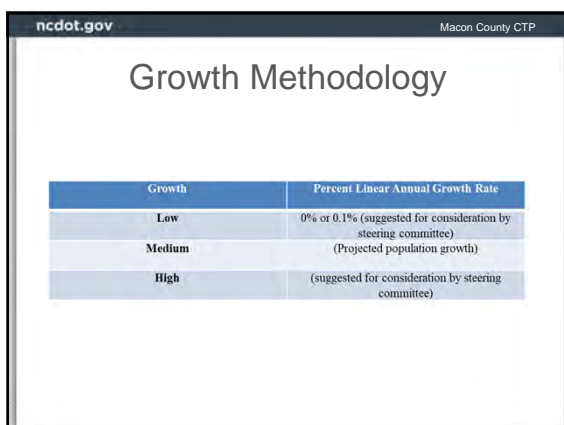 ncdot.gov
Macon County CTP
Growth Methodology
Growth
Percent Linear Annual Growth Rate
Low
0% or 0.1% (suggested for consideration by
steering committee)
Medium
(Projected population growth)
High
(suggested for consideration by steering
committee)